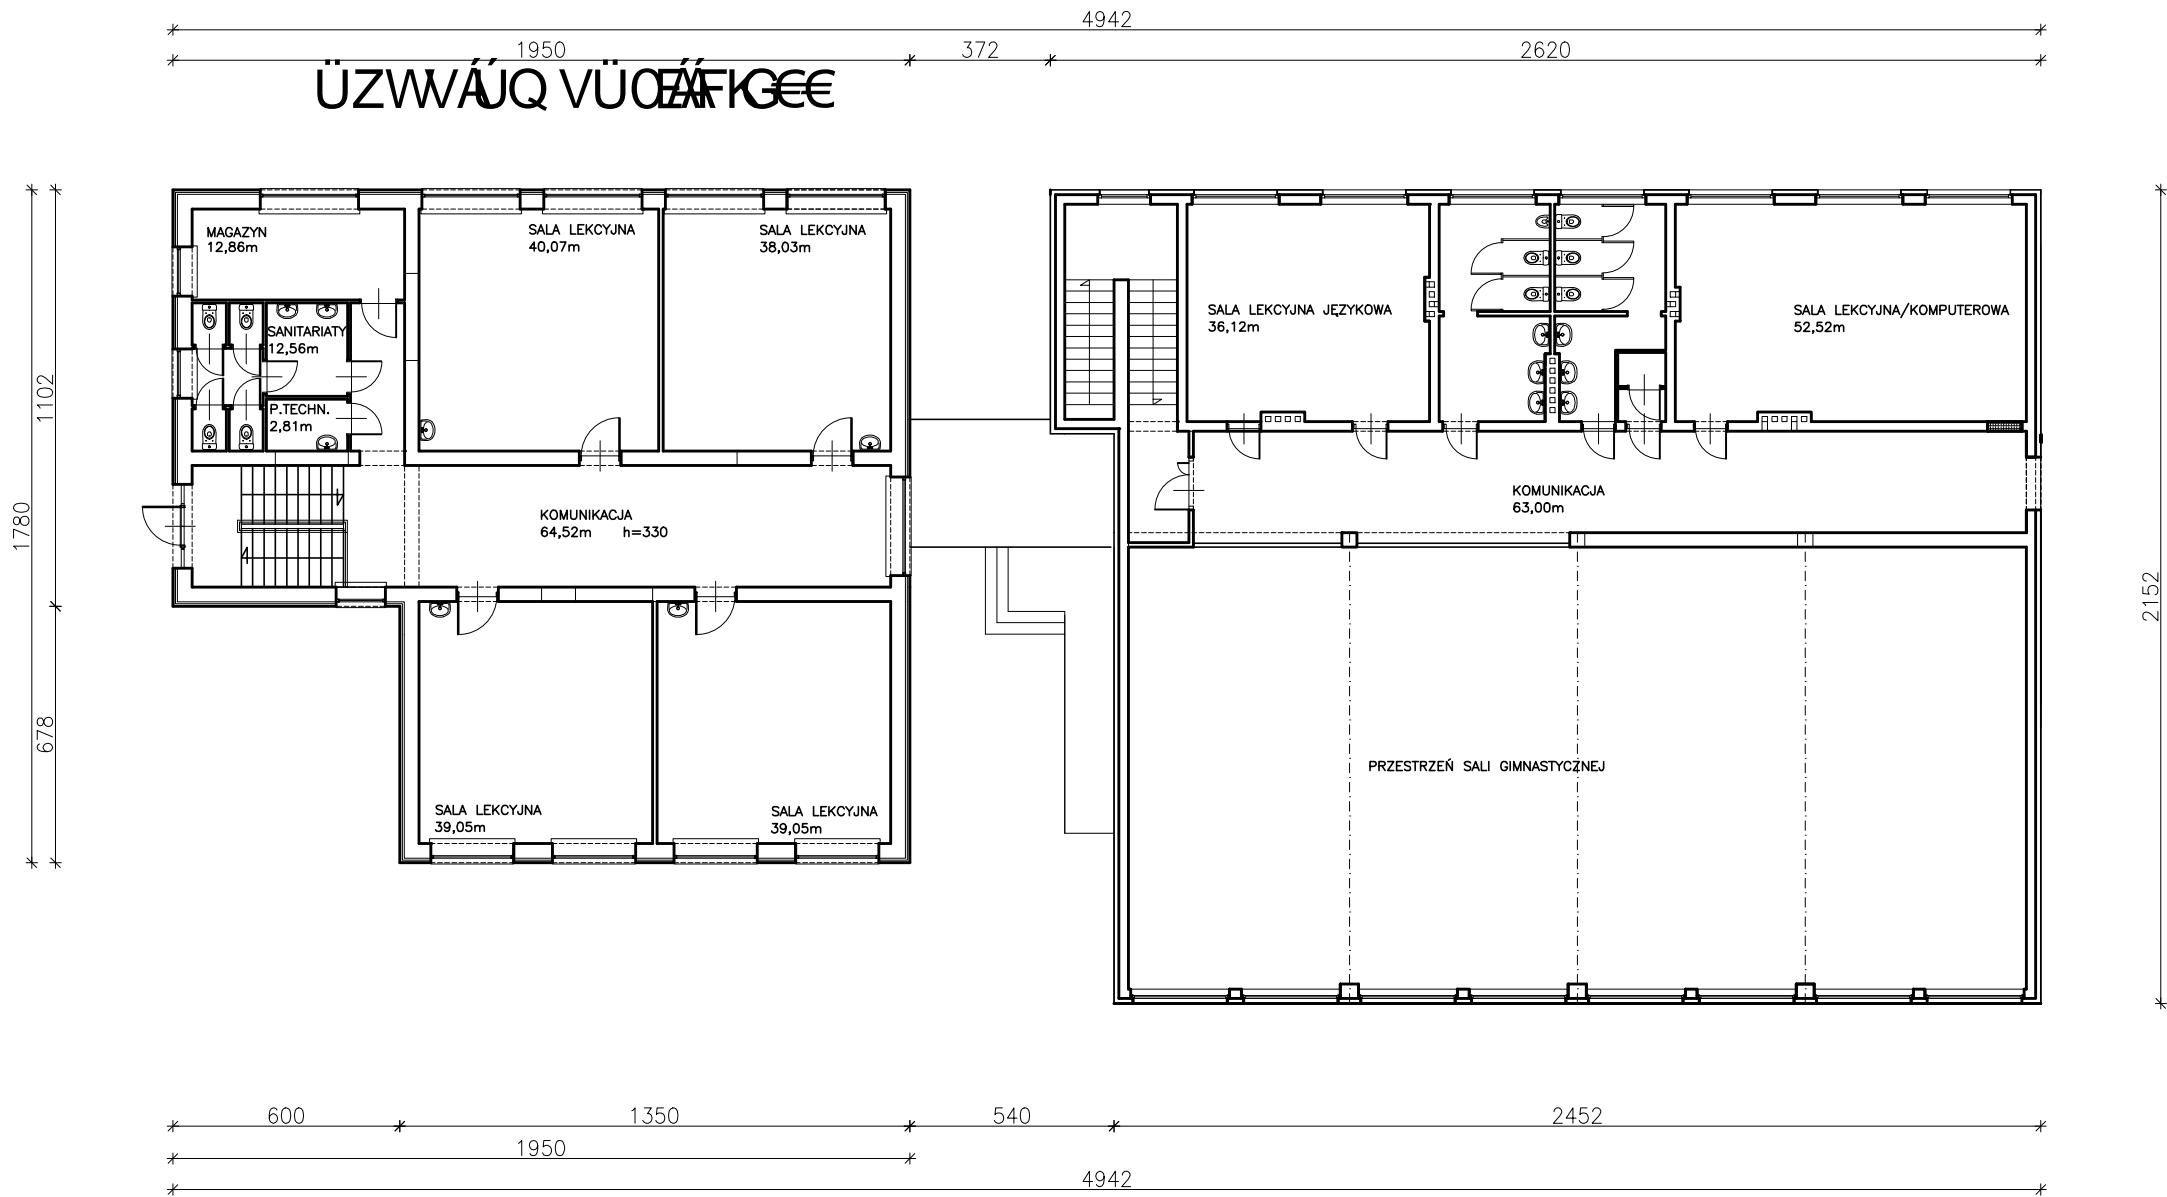 4942
1950 372 2620
MAGAZYN
12,86m
SALA LEKCYJNA
40,07m
SALA LEKCYJNA
38,03m
SANITARIATY
12,56m
P.TECHN.
2,81m
KOMUNIKACJA
64,52m h=330
SALA LEKCYJNA
39,05m
SALA LEKCYJNA
39,05m
SALA LEKCYJNA JĘZYKOWA
36,12m
SALA LEKCYJNA/KOMPUTEROWA
52,52m
KOMUNIKACJA
63,00m
PRZESTRZEŃ SALI GIMNASTYCZNEJ
1780
1102
678
2152
600 1350 540 2452
1950
4942